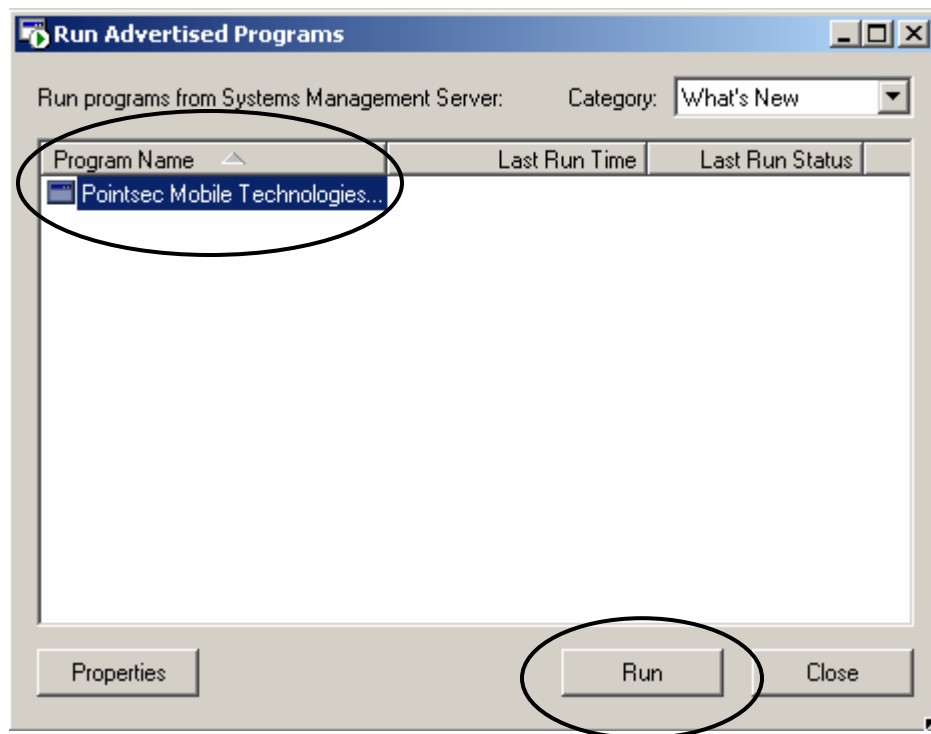 Run Advertised Programs
Run programs from Systems Management Server: Category: What's New
Program Name Last Run Time Last Run Status
Pointsec Mobile Technologies...
Properties Run Close